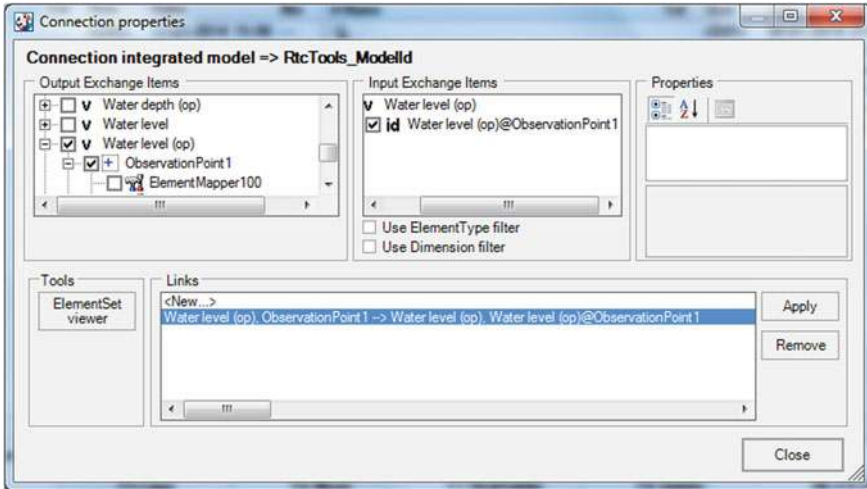 Connection properties
Connection integrated model => RtcTools_ModelId
Output Exchange Items
V Water depth (op)
V Water level
V Water level (op)
ObservationPoint1
ElementMapper100
Input Exchange Items
V Water level (op)
id Water level (op)@ObservationPoint1
Use ElementType filter
Use Dimension filter
Properties
Tools
ElementSet
viewer
Links
<New...>
Water level (op), ObservationPoint1 --> Water level (op), Water level (op)@ObservationPoint1
Apply
Remove
Close